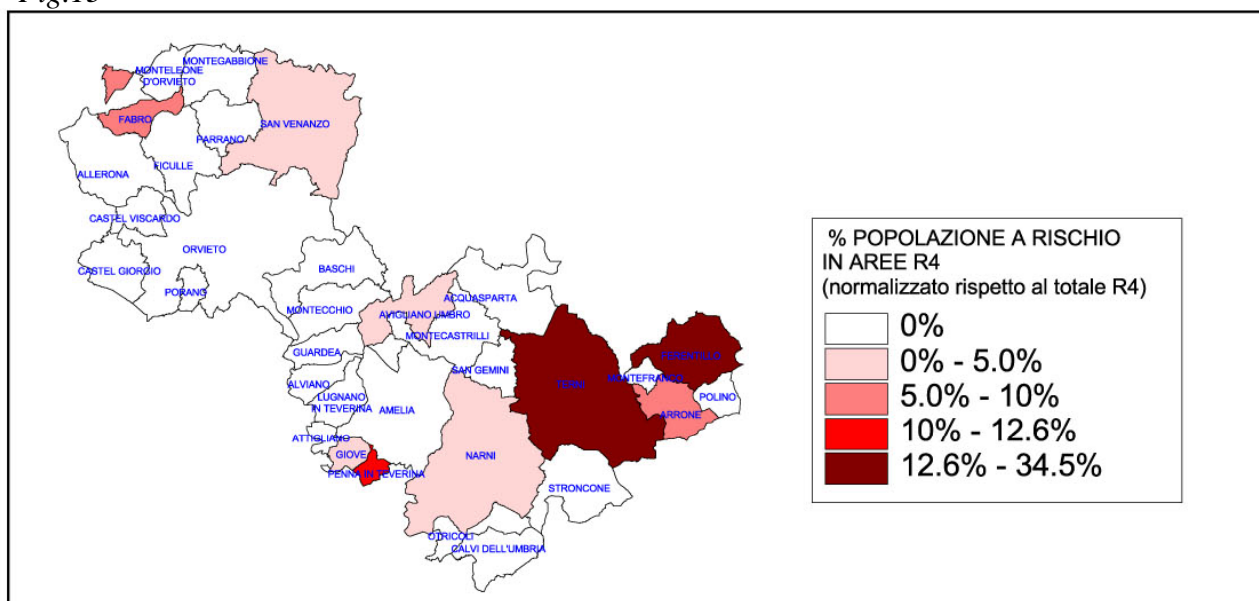 MONTEGABBIONE
MONTELEONE
D'ORVIETO
FABRO
SAN VENANZO
PARRANO
FICULLE
ALLERONA
CASTEL VISCARDO
ORVIETO
CASTEL GIORGIO
PORANO
BASCHI
MONTECCHIO
ACQUASPARTA
AVIGLIANO UMBRO
MONTECASTRILLI
GUARDEA
SAN GEMINI
ALVIANO
LUGNANO
IN TEVERINA
AMELIA
ATTIGLIANO
GIOVE
PENNA IN TEVERINA
NARNI
TERNI
FERENTILLO
MONTEFRANCO
POLINO
ARRONE
STRONCONE
OTRICOLI
CALVI DELL'UMBRIA
% POPOLAZIONE A RISCHIO
IN AREE R4
(normalizzato rispetto al totale R4)
0%
0% - 5.0%
5.0% - 10%
10% - 12.6%
12.6% - 34.5%